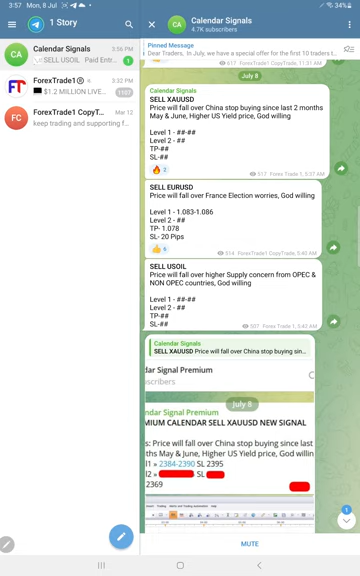 3:57 Mon, 8 Jul
34%
1 Story
Calendar Signals
3:56 PM
SELL USOIL Paid Entr...
1
ForexTrade1
3:32 PM
$1.2 MILLION LIVE...
1107
FC
ForexTrade1 CopyT...
Mar 12
keep trading and supporting f...
CA
Calendar Signals
4.7K subscribers
Pinned Message
Dear Traders, In July, we have a special offer for the first 10 traders t...
617 ForexTrade1 CopyTrade, 11:31 AM
July 8
Calendar Signals
SELL XAUUSD
Price will fall over China stop buying since last 2 months
May & June, Higher US Yield price, God willing
Level 1 - ##-##
Level 2 - ##
TP-##
SL-##
2
517 Forex Trade 1, 5:37 AM
SELL EURUSD
Price will fall over France Election worries, God willing
Level 1 - 1.083-1.086
Level 2 - ##
TP- 1.078
SL- 20 Pips
6
514 ForexTrade1 CopyTrade, 5:40 AM
SELL USOIL
Price will fall over higher Supply concern from OPEC &
NON OPEC countries, God willing
Level 1 - ##-##
Level 2 - ##
TP-##
SL-##
507 Forex Trade 1, 5:42 AM
Calendar Signals
SELL XAUUSD Price will fall over China stop buying sin...
dar Signal Premium
scribers
July 8
ndar Signal Premium
MIUM CALENDAR SELL XAUUSD NEW SIGNAL
s: Price will fall over China stop buying since last
ths May & June, Higher US Yield price, God willin
l1 » 2384-2390 SL 2395
l2 »
SL
2369
1
MUTE